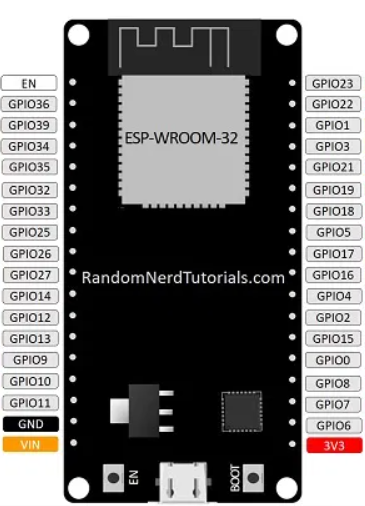 ESP-WROOM-32
EN GPIO23
GPIO36 GPIO22
GPIO39 GPIO1
GPIO34 GPIO3
GPIO35 GPIO21
GPIO32 GPIO19
GPIO33 GPIO18
GPIO25 GPIO5
GPIO26 GPIO17
RandomNerdTutorials.com
GPIO27 GPIO16
GPIO14 GPIO4
GPIO12 GPIO2
GPIO13 GPIO15
GPIO9 GPIO0
GPIO10 GPIO8
GPIO11 GPIO7
GND GPIO6
VIN 3V3
EN BOOT